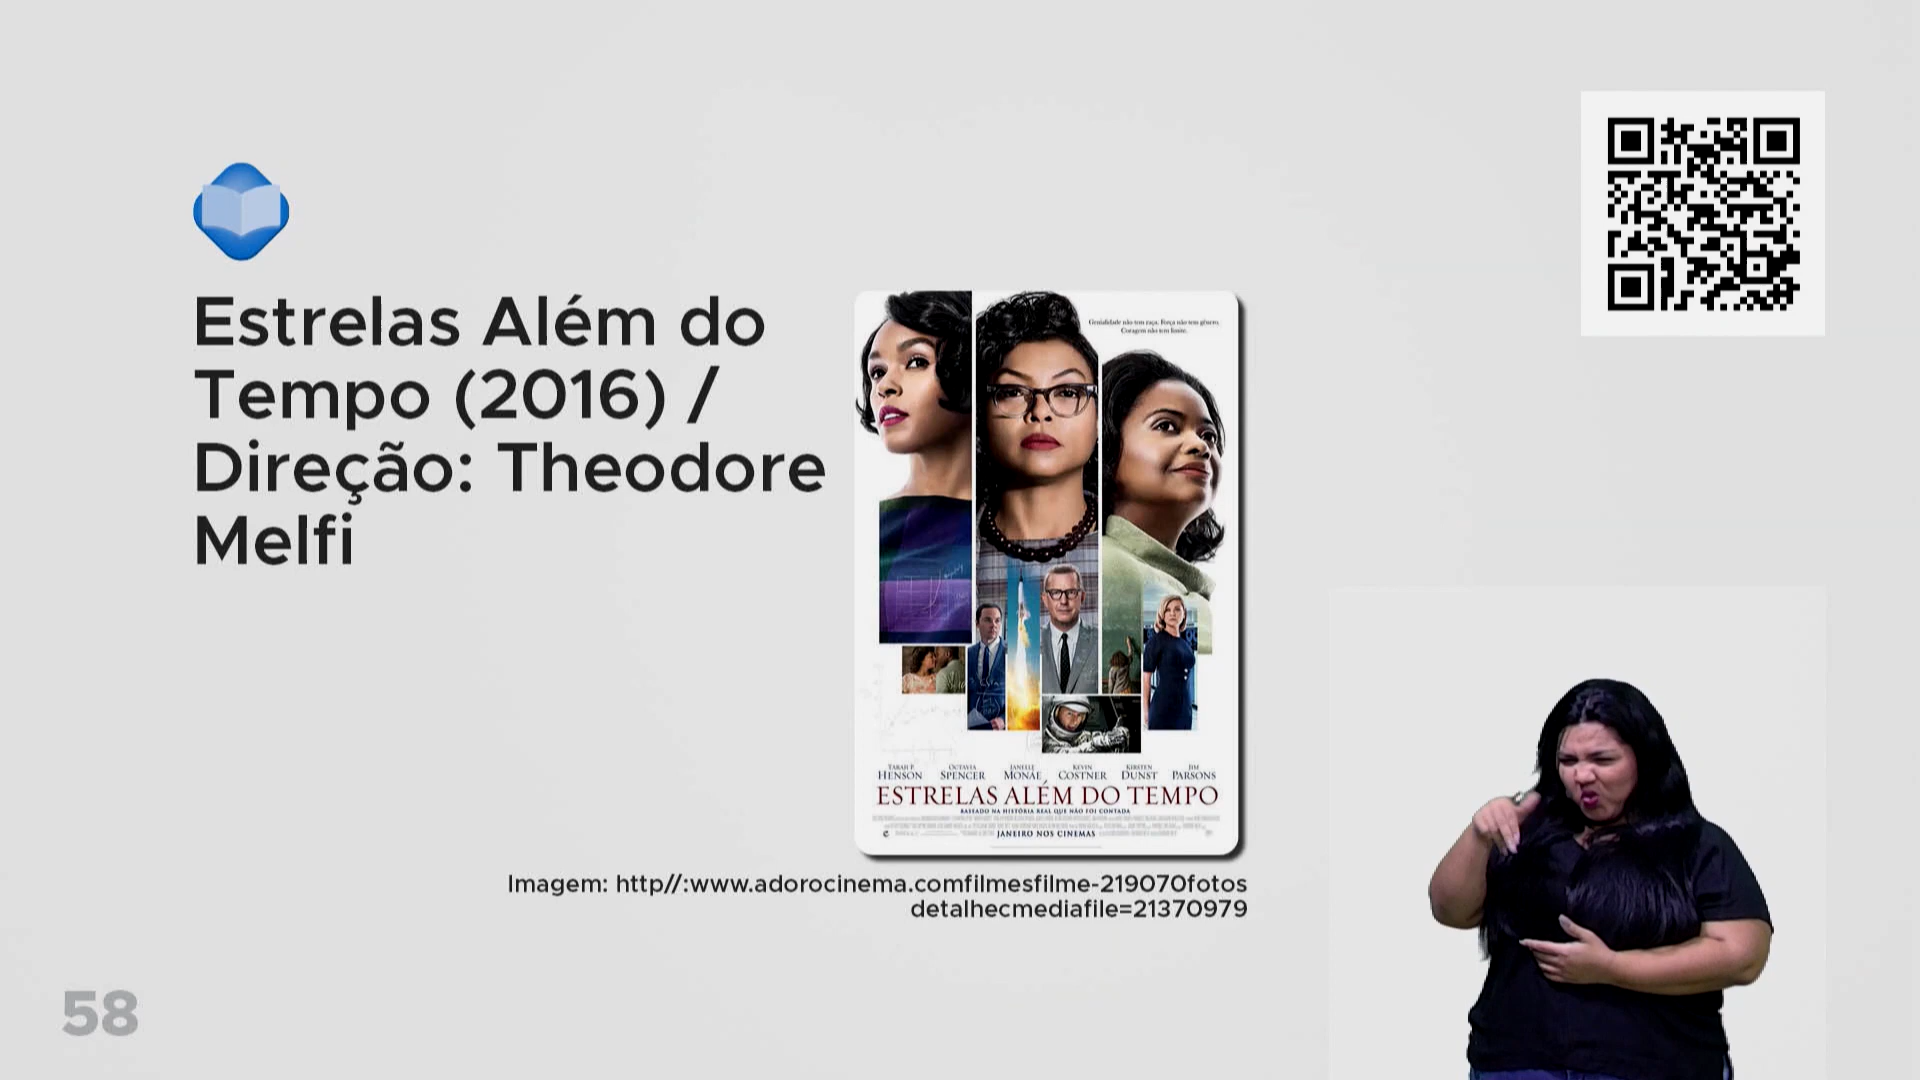 Estrelas Além do
Tempo (2016) /
Direção: Theodore
Melfi
Genialidade não tem raça. Força não tem gênero.
Coragem não tem limite.
TARAJI P. HENSON OCTAVIA SPENCER JANELLE MONÁE KEVIN COSTNER KIRSTEN DUNST JIM PARSONS
ESTRELAS ALÉM DO TEMPO
BASEADO NA HISTÓRIA REAL QUE NÃO FOI CONTADA
JANEIRO NOS CINEMAS
Imagem: http//:www.adorocinema.comfilmesfilme-219070fotos
detalhecmediafile=21370979
58